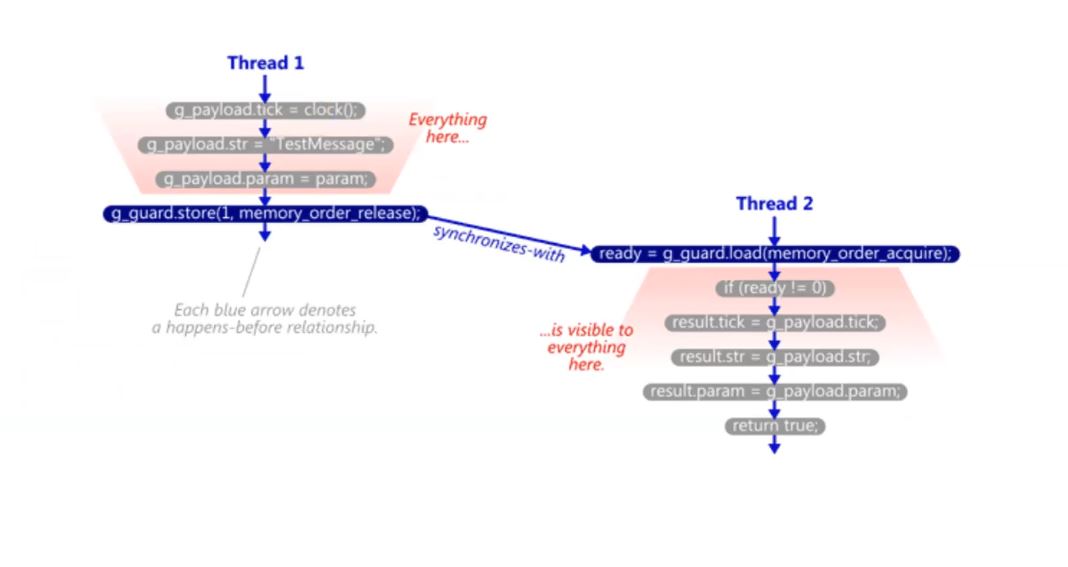 Thread 1
g_payload.tick = clock();
Everything
here...
g_payload.str = "TestMessage";
g_payload.param = param;
g_guard.store(1, memory_order_release);
synchronizes-with
Each blue arrow denotes
a happens-before relationship.
Thread 2
ready = g_guard.load(memory_order_acquire);
if (ready != 0)
result.tick = g_payload.tick;
...is visible to
everything
here.
result.str = g_payload.str;
result.param = g_payload.param;
return true;